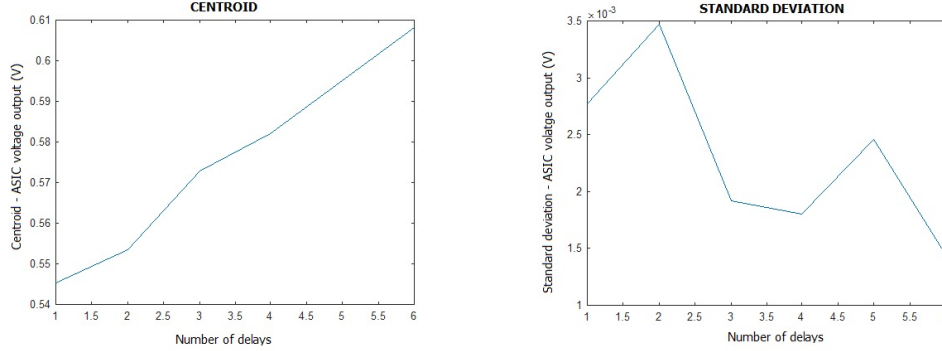 CENTROID
0.61
0.6
0.59
0.58
0.57
0.56
0.55
0.54
Centroid - ASIC voltage output (V)
1 1.5 2 2.5 3 3.5 4 4.5 5 5.5 6
Number of delays
STANDARD DEVIATION
×10⁻³
3.5
3
2.5
2
1.5
1
Standard deviation - ASIC volatge output (V)
1 1.5 2 2.5 3 3.5 4 4.5 5 5.5
Number of delays